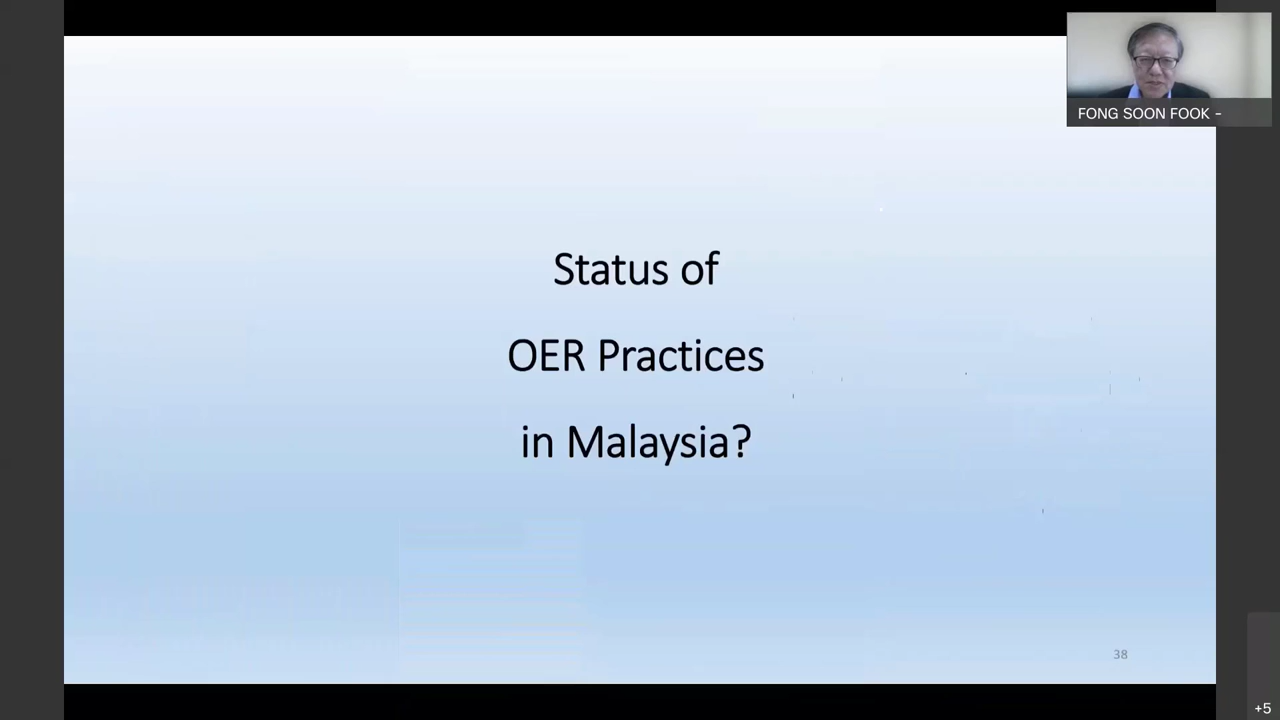 FONG SOON FOOK -
Status of
OER Practices
in Malaysia?
38
+5